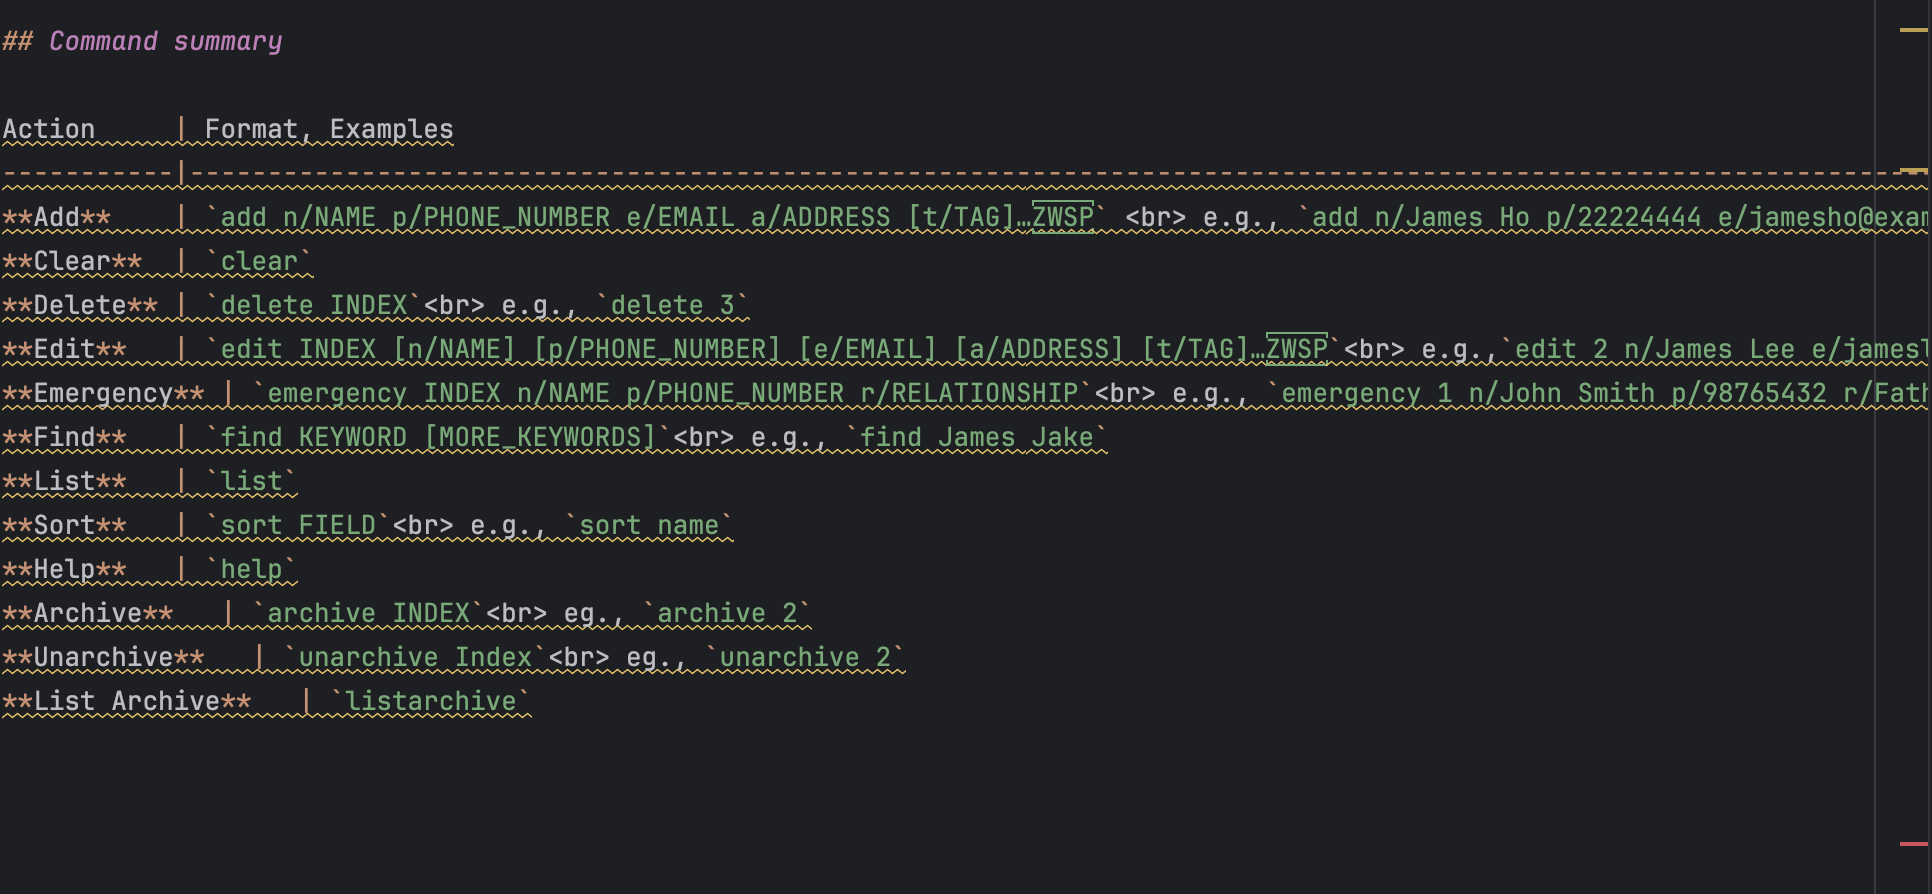 ## Command summary
Action     | Format, Examples
-----------|---------------------------------------------------------------------------------------------------------------
**Add**    | `add n/NAME p/PHONE_NUMBER e/EMAIL a/ADDRESS [t/TAG]…ZWSP` <br> e.g., `add n/James Ho p/22224444 e/jamesho@exam
**Clear**  | `clear`
**Delete** | `delete INDEX`<br> e.g., `delete 3`
**Edit**   | `edit INDEX [n/NAME] [p/PHONE_NUMBER] [e/EMAIL] [a/ADDRESS] [t/TAG]…ZWSP`<br> e.g.,`edit 2 n/James Lee e/jamesl
**Emergency** | `emergency INDEX n/NAME p/PHONE_NUMBER r/RELATIONSHIP`<br> e.g., `emergency 1 n/John Smith p/98765432 r/Fath
**Find**   | `find KEYWORD [MORE_KEYWORDS]`<br> e.g., `find James Jake`
**List**   | `list`
**Sort**   | `sort FIELD`<br> e.g., `sort name`
**Help**   | `help`
**Archive**   | `archive INDEX`<br> eg., `archive 2`
**Unarchive**   | `unarchive Index`<br> eg., `unarchive 2`
**List Archive**   | `listarchive`